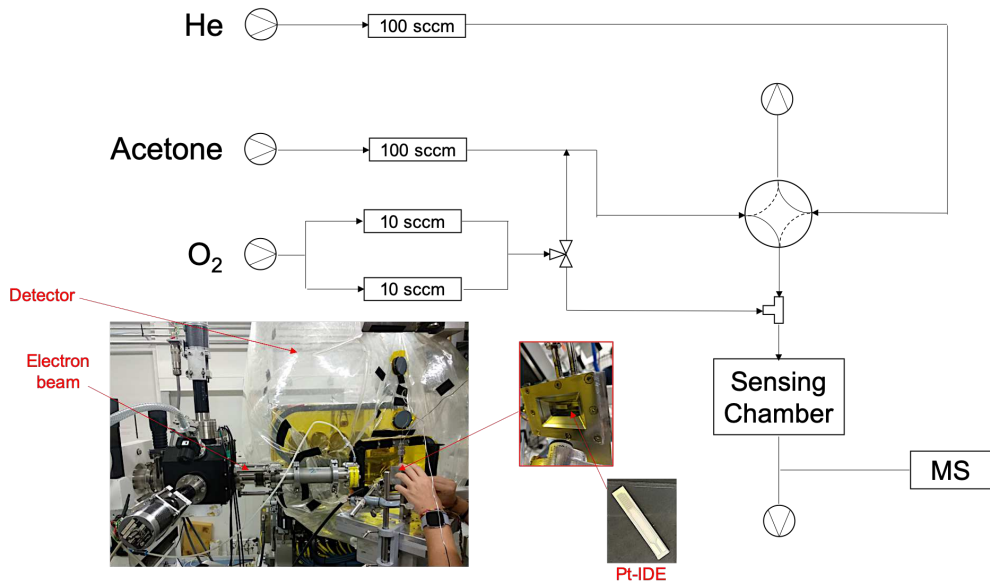 He
100 sccm
Acetone
100 sccm
O₂
10 sccm
10 sccm
Detector
Electron
beam
Sensing
Chamber
MS
Pt-IDE